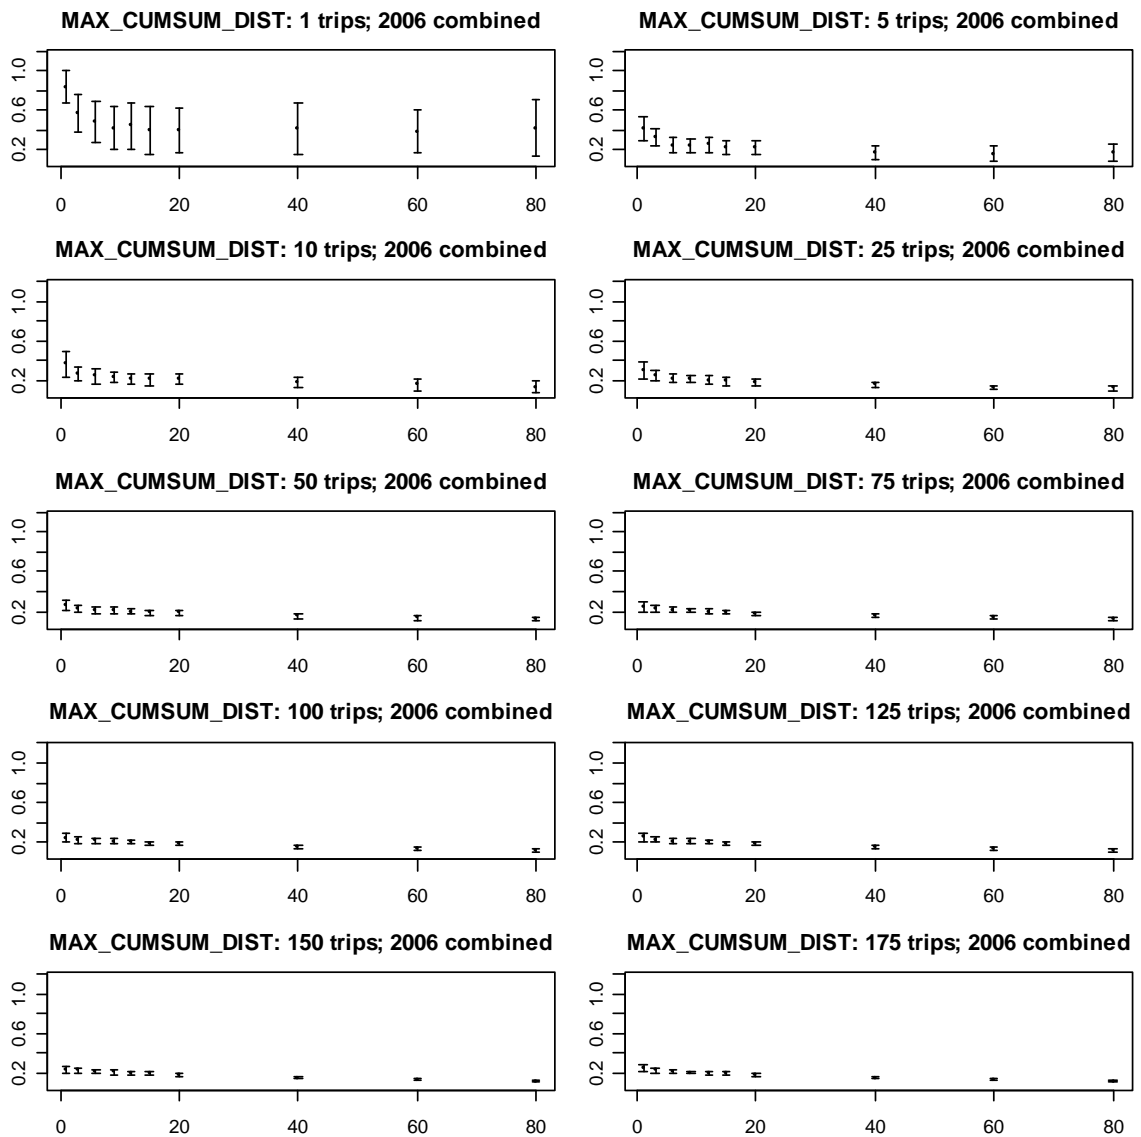 MAX_CUMSUM_DIST: 1 trips; 2006 combined
1.0
0.6
0.2
0 20 40 60 80
MAX_CUMSUM_DIST: 5 trips; 2006 combined
1.0
0.6
0.2
0 20 40 60 80
MAX_CUMSUM_DIST: 10 trips; 2006 combined
1.0
0.6
0.2
0 20 40 60 80
MAX_CUMSUM_DIST: 25 trips; 2006 combined
1.0
0.6
0.2
0 20 40 60 80
MAX_CUMSUM_DIST: 50 trips; 2006 combined
1.0
0.6
0.2
0 20 40 60 80
MAX_CUMSUM_DIST: 75 trips; 2006 combined
1.0
0.6
0.2
0 20 40 60 80
MAX_CUMSUM_DIST: 100 trips; 2006 combined
1.0
0.6
0.2
0 20 40 60 80
MAX_CUMSUM_DIST: 125 trips; 2006 combined
1.0
0.6
0.2
0 20 40 60 80
MAX_CUMSUM_DIST: 150 trips; 2006 combined
1.0
0.6
0.2
0 20 40 60 80
MAX_CUMSUM_DIST: 175 trips; 2006 combined
1.0
0.6
0.2
0 20 40 60 80